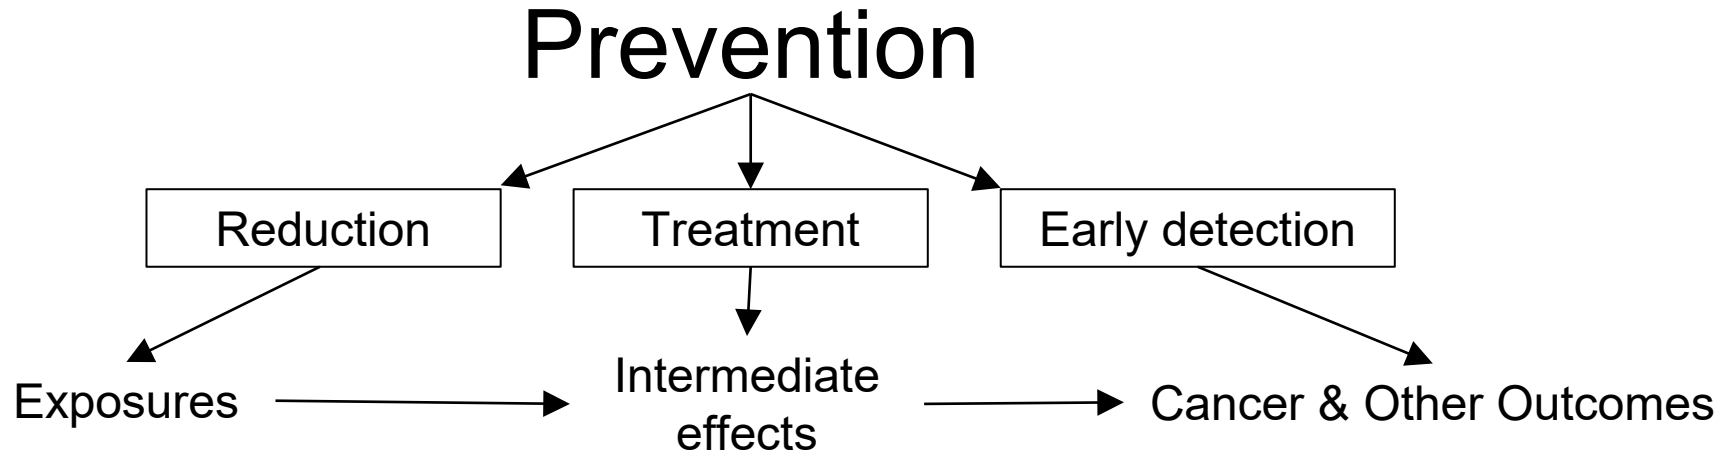 Prevention
Reduction
Treatment
Early detection
Exposures
Intermediate
effects
Cancer & Other Outcomes